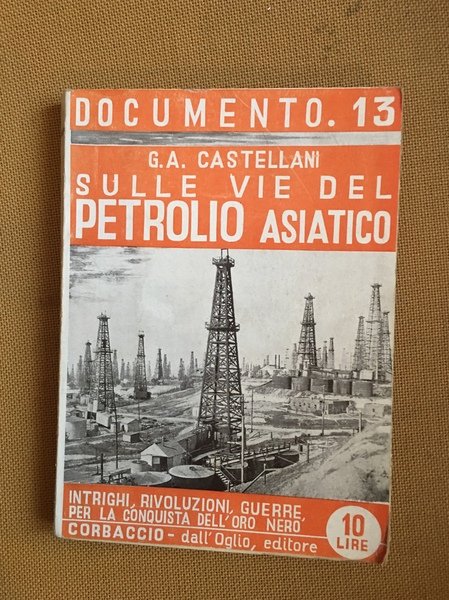 DOCUMENTO. 13
G.A. CASTELLANI
SULLE VIE DEL
PETROLIO ASIATICO
INTRIGHI, RIVOLUZIONI, GUERRE,
PER LA CONQUISTA DELL'ORO NERO
CORBACCIO - dall'Oglio, editore
10
LIRE